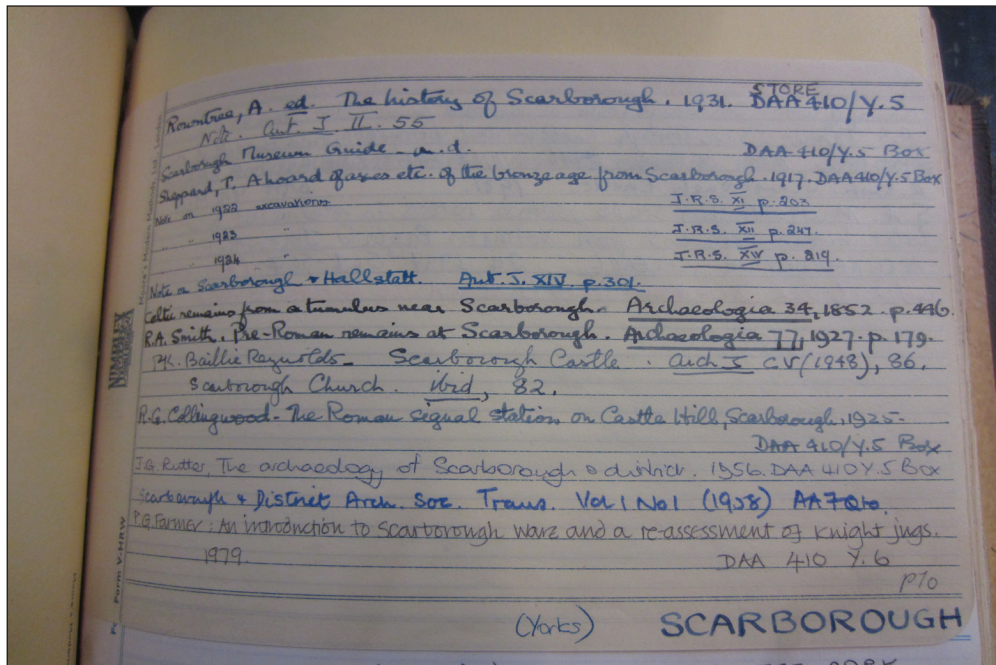 STORE
Rowntree, A. ed. The history of Scarborough. 1931. DAA 410/Y.5
Note. Ant. J. II. 55
Scarborough Museum Guide - n.d. DAA 410/Y.5 Box
Sheppard, T. A hoard of axes etc. of the bronze age from Scarborough. 1917. DAA 410/Y.5 Box
Note on 1922 excavations J.R.S. XI p. 203
" 1923 " J.R.S. XII p. 247.
" 1924 " J.R.S. XIV p. 219.
Note on Scarborough & Hallstatt. Ant. J. XIV p. 301.
Celtic remains from a tumulus near Scarborough. Archaeologia 34, 1852. p. 446.
R.A. Smith. Pre-Roman remains at Scarborough. Archaeologia 77, 1927. p. 179.
P.K. Baillie Reynolds - Scarborough Castle. Arch J CV (1948), 86.
Scarborough Church. ibid, 82.
R.G. Collingwood - The Roman signal station on Castle Hill, Scarborough, 1925-
DAA 410/Y.5 Box
J.G. Rutter, The archaeology of Scarborough & district. 1956. DAA 410 Y.5 Box
Scarborough & District Arch. Soc. Trans. Vol 1 No 1 (1958)
P.G. Farmer: An introduction to Scarborough ware and a re-assessment of knight jugs.
1979. DAA 410 Y.6
PTO
(Yorks) SCARBOROUGH